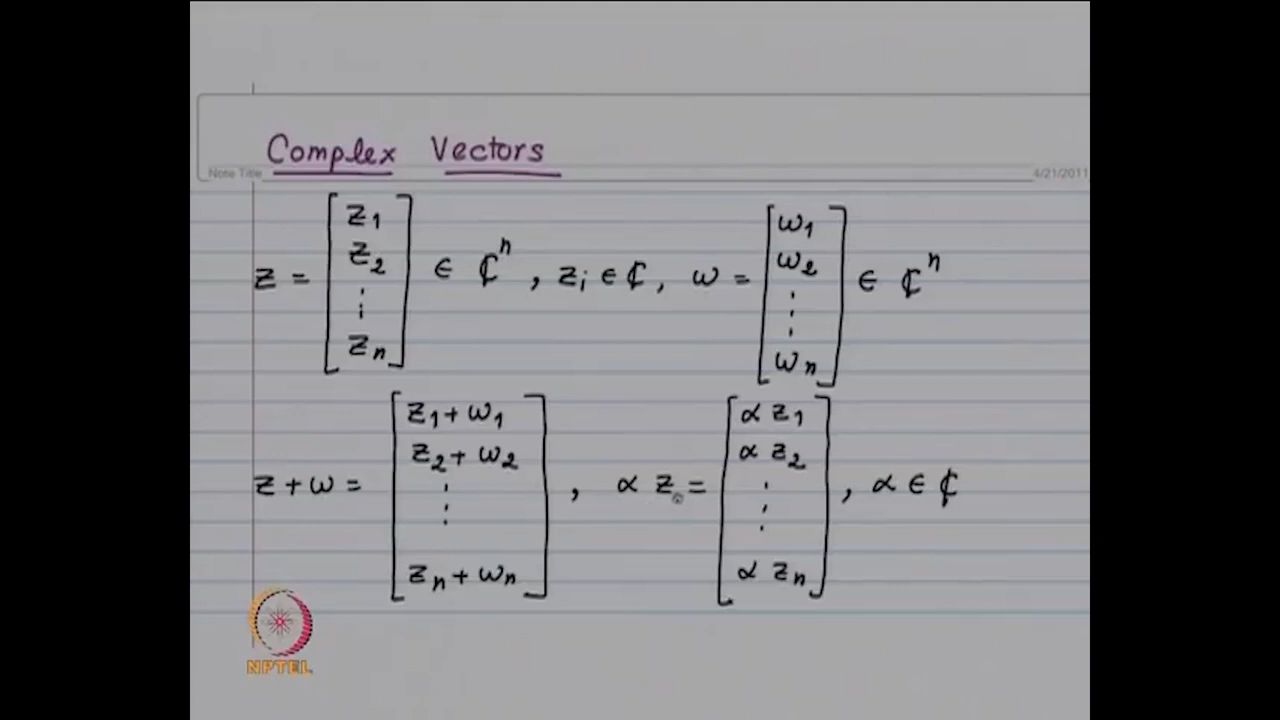 Complex Vectors
Note Title
4/21/2011
z = [z1 z2 ⋮ zn] ∈ ℂ^n , zi ∈ ℂ, w = [w1 w2 ⋮ wn] ∈ ℂ^n
z + w = [z1 + w1 z2 + w2 ⋮ zn + wn] , α z = [α z1 α z2 ⋮ α zn] , α ∈ ℂ
NPTEL